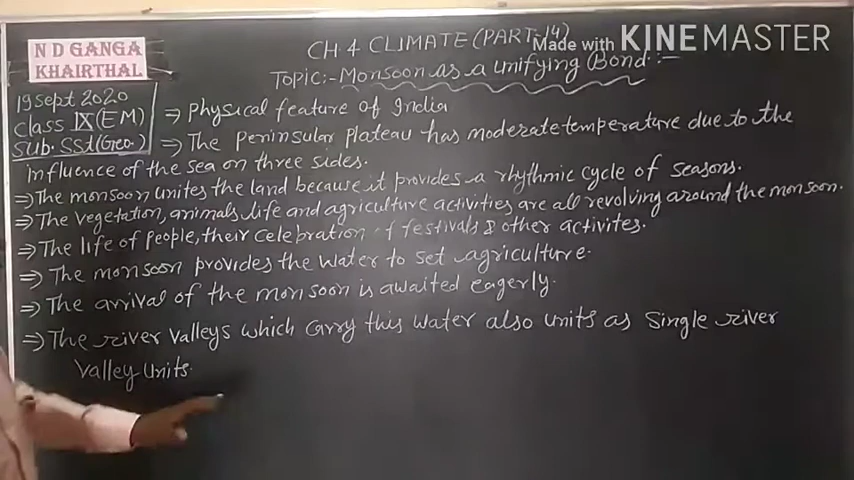 CH 4 CLIMATE (PART-14)
Made with KINEMASTER
N D GANGA
KHAIRTHAL
Topic:- Monsoon as a unifying Bond :-
19 Sept 2020
Class IX (EM)
Sub. SSt (Geo.)
⇒ Physical feature of India
⇒ The Peninsular Plateau has moderate temperature due to the
Influence of the sea on three sides.
⇒ The monsoon unites the land because it provides a rhythmic cycle of seasons.
⇒ The vegetation, animals life and agriculture activities are all revolving around the monsoon.
⇒ The life of people, their celebration of festivals & other activites.
⇒ The monsoon provides the water to set agriculture.
⇒ The arrival of the monsoon is awaited eagerly.
⇒ The river valleys which carry this water also units as single river
valley units.